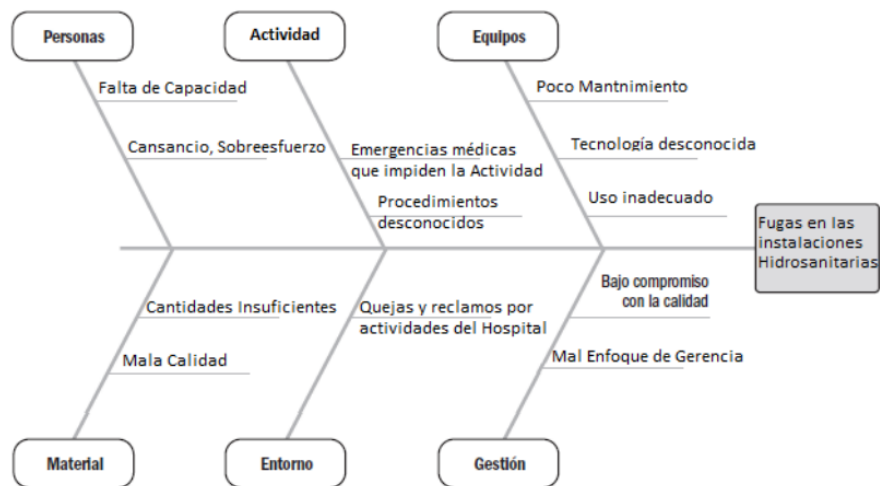 Personas
Actividad
Equipos
Falta de Capacidad
Cansancio, Sobreesfuerzo
Emergencias médicas
que impiden la Actividad
Procedimientos
desconocidos
Poco Mantnimiento
Tecnología desconocida
Uso inadecuado
Fugas en las
instalaciones
Hidrosanitarias
Cantidades Insuficientes
Mala Calidad
Quejas y reclamos por
actividades del Hospital
Bajo compromiso
con la calidad
Mal Enfoque de Gerencia
Material
Entorno
Gestión